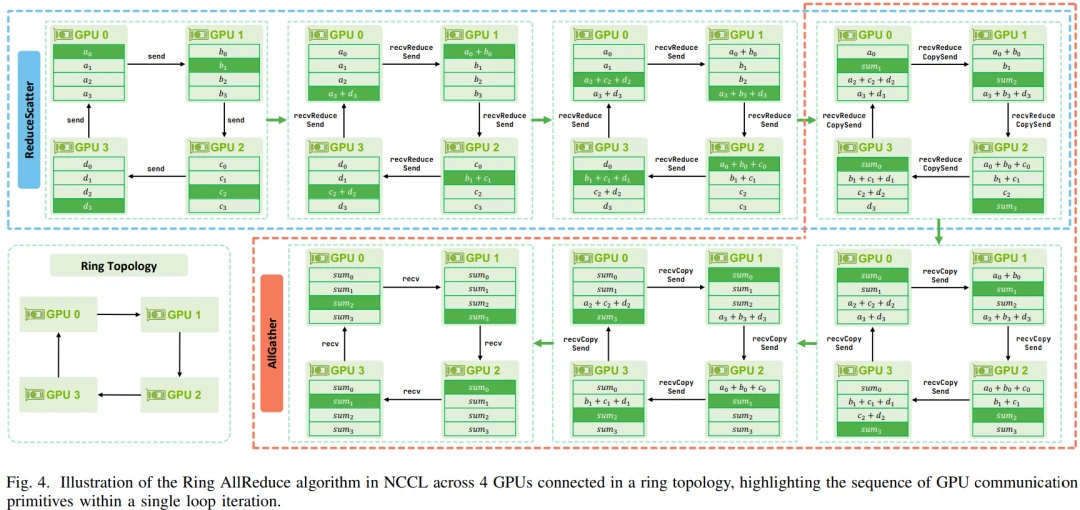 ReduceScatter
GPU 0
a₀
a₁
a₂
a₃
send
GPU 1
b₀
b₁
b₂
b₃
send
send
GPU 3
d₀
d₁
d₂
d₃
send
GPU 2
c₀
c₁
c₂
c₃
GPU 0
a₀
a₁
a₂
a₃ + d₃
recvReduce
Send
GPU 1
a₀ + b₀
b₁
b₂
b₃
recvReduce
Send
recvReduce
Send
GPU 3
d₀
d₁
c₂ + d₂
d₃
recvReduce
Send
GPU 2
c₀
b₁ + c₁
c₂
c₃
GPU 0
a₀
a₁
a₂ + c₂ + d₂
a₃ + d₃
recvReduce
Send
GPU 1
a₀ + b₀
b₁
b₂
a₃ + b₃ + d₃
recvReduce
Send
recvReduce
Send
GPU 3
d₀
b₁ + c₁ + d₁
c₂ + d₂
d₃
recvReduce
Send
GPU 2
a₀ + b₀ + c₀
b₁ + c₁
c₂
c₃
GPU 0
a₀
sum₁
a₂ + c₂ + d₂
a₃ + d₃
recvReduce
CopySend
GPU 1
a₀ + b₀
b₁
sum₂
a₃ + b₃ + d₃
recvReduce
CopySend
recvReduce
CopySend
GPU 3
sum₀
b₁ + c₁ + d₁
c₂ + d₂
d₃
recvReduce
CopySend
GPU 2
a₀ + b₀ + c₀
b₁ + c₁
c₂
sum₃
Ring Topology
GPU 0
GPU 1
GPU 3
GPU 2
AllGather
GPU 0
sum₀
sum₁
sum₂
sum₃
recv
GPU 1
sum₀
sum₁
sum₂
sum₃
recv
recv
GPU 3
sum₀
sum₁
sum₂
sum₃
recv
GPU 2
sum₀
sum₁
sum₂
sum₃
GPU 0
sum₀
sum₁
a₂ + c₂ + d₂
sum₃
recvCopy
Send
GPU 1
sum₀
sum₁
sum₂
a₃ + b₃ + d₃
recvCopy
Send
recvCopy
Send
GPU 3
sum₀
b₁ + c₁ + d₁
sum₂
sum₃
recvCopy
Send
GPU 2
a₀ + b₀ + c₀
sum₁
sum₂
sum₃
GPU 0
sum₀
sum₁
a₂ + c₂ + d₂
a₃ + d₃
recvCopy
Send
GPU 1
a₀ + b₀
sum₁
sum₂
a₃ + b₃ + d₃
recvCopy
Send
recvCopy
Send
GPU 3
sum₀
b₁ + c₁ + d₁
c₂ + d₂
sum₃
recvCopy
Send
GPU 2
a₀ + b₀ + c₀
b₁ + c₁
sum₂
sum₃
Fig. 4. Illustration of the Ring AllReduce algorithm in NCCL across 4 GPUs connected in a ring topology, highlighting the sequence of GPU communication
primitives within a single loop iteration.